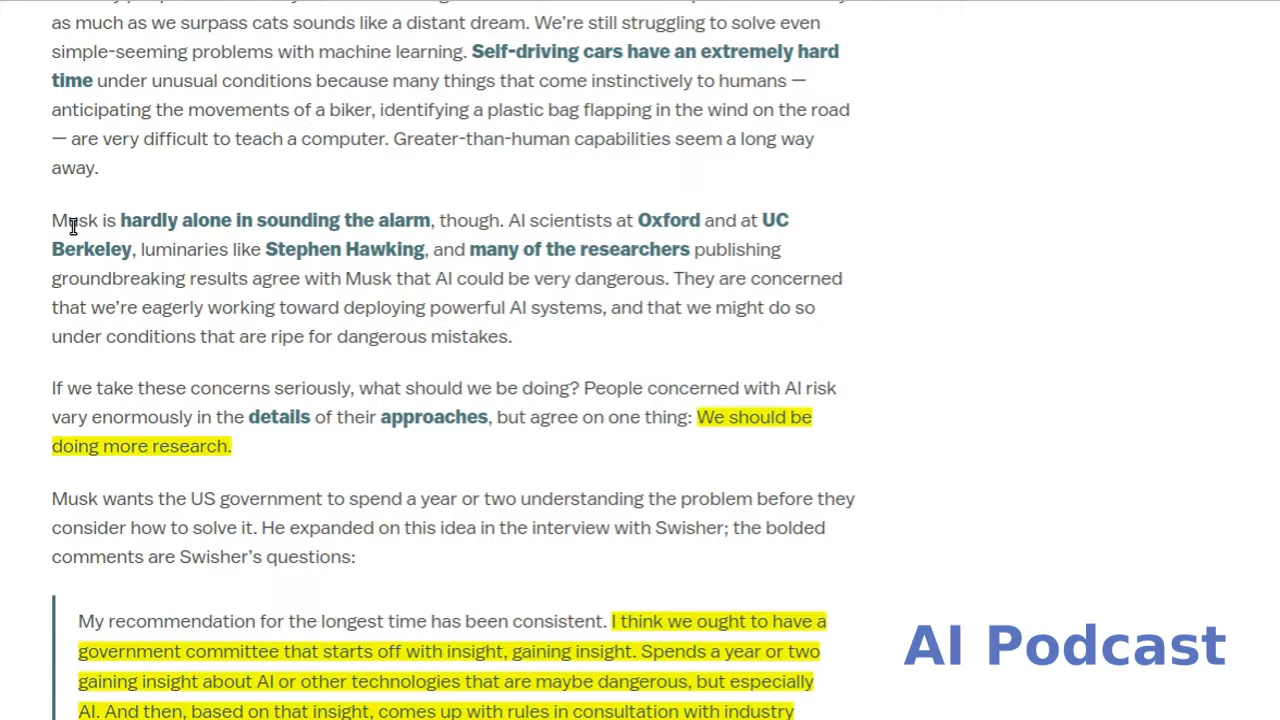 as much as we surpass cats sounds like a distant dream. We’re still struggling to solve even
simple-seeming problems with machine learning. Self-driving cars have an extremely hard
time under unusual conditions because many things that come instinctively to humans —
anticipating the movements of a biker, identifying a plastic bag flapping in the wind on the road
— are very difficult to teach a computer. Greater-than-human capabilities seem a long way
away.
Musk is hardly alone in sounding the alarm, though. AI scientists at Oxford and at UC
Berkeley, luminaries like Stephen Hawking, and many of the researchers publishing
groundbreaking results agree with Musk that AI could be very dangerous. They are concerned
that we’re eagerly working toward deploying powerful AI systems, and that we might do so
under conditions that are ripe for dangerous mistakes.
If we take these concerns seriously, what should we be doing? People concerned with AI risk
vary enormously in the details of their approaches, but agree on one thing: We should be
doing more research.
Musk wants the US government to spend a year or two understanding the problem before they
consider how to solve it. He expanded on this idea in the interview with Swisher; the bolded
comments are Swisher’s questions:
My recommendation for the longest time has been consistent. I think we ought to have a
government committee that starts off with insight, gaining insight. Spends a year or two
gaining insight about AI or other technologies that are maybe dangerous, but especially
AI. And then, based on that insight, comes up with rules in consultation with industry
AI Podcast